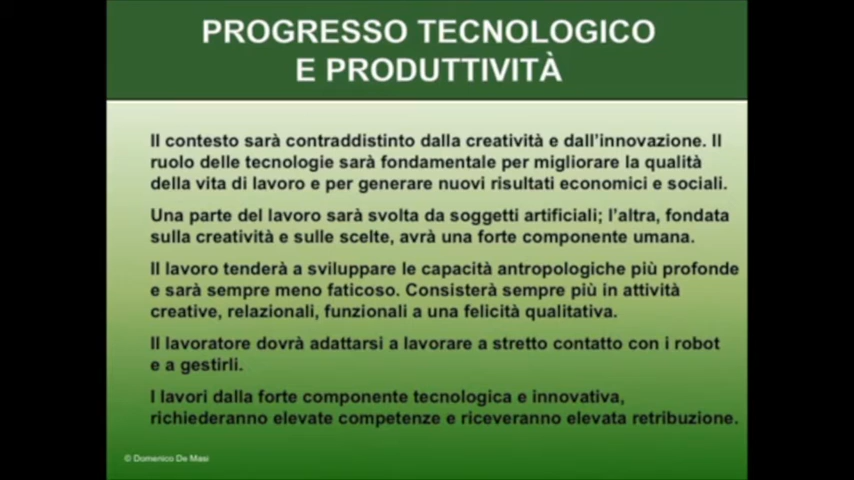 PROGRESSO TECNOLOGICO
E PRODUTTIVITÀ
Il contesto sarà contraddistinto dalla creatività e dall'innovazione. Il
ruolo delle tecnologie sarà fondamentale per migliorare la qualità
della vita di lavoro e per generare nuovi risultati economici e sociali.
Una parte del lavoro sarà svolta da soggetti artificiali; l'altra, fondata
sulla creatività e sulle scelte, avrà una forte componente umana.
Il lavoro tenderà a sviluppare le capacità antropologiche più profonde
e sarà sempre meno faticoso. Consisterà sempre più in attività
creative, relazionali, funzionali a una felicità qualitativa.
Il lavoratore dovrà adattarsi a lavorare a stretto contatto con i robot
e a gestirli.
I lavori dalla forte componente tecnologica e innovativa,
richiederanno elevate competenze e riceveranno elevata retribuzione.
© Domenico De Masi